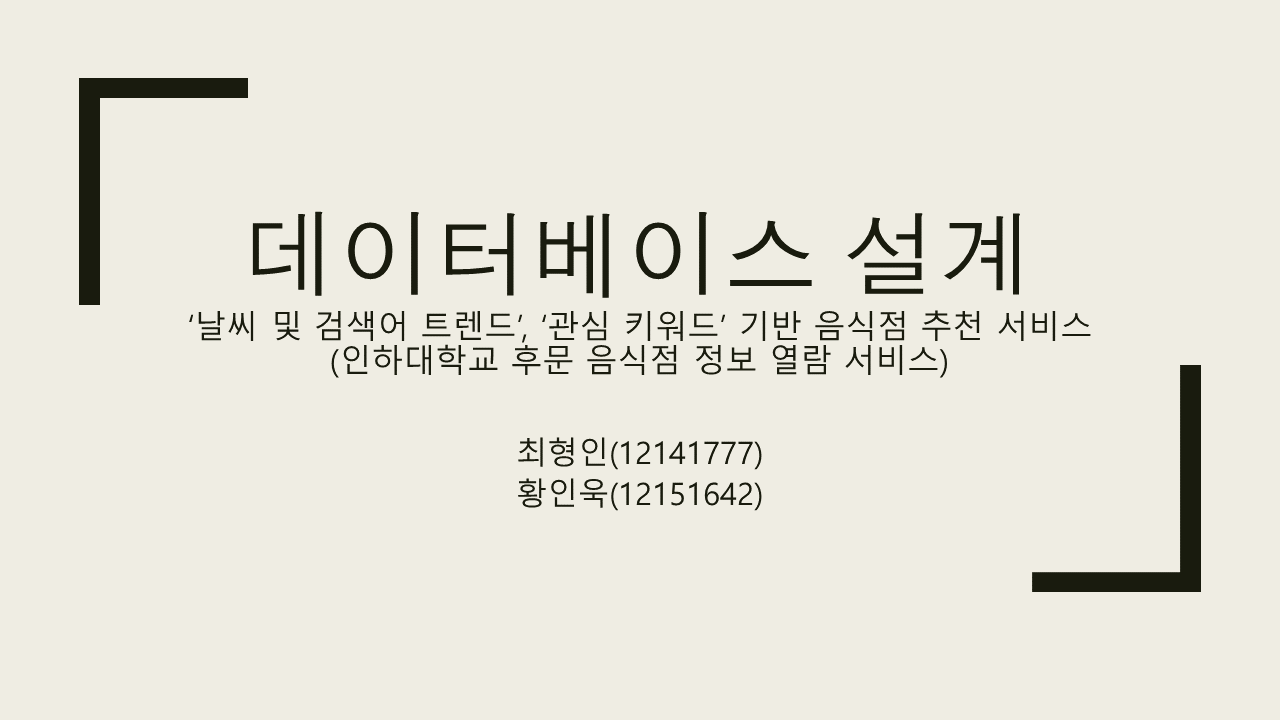 데이터베이스 설계
‘날씨 및 검색어 트렌드’, ‘관심 키워드’ 기반 음식점 추천 서비스
(인하대학교 후문 음식점 정보 열람 서비스)
최형인(12141777)
황인욱(12151642)